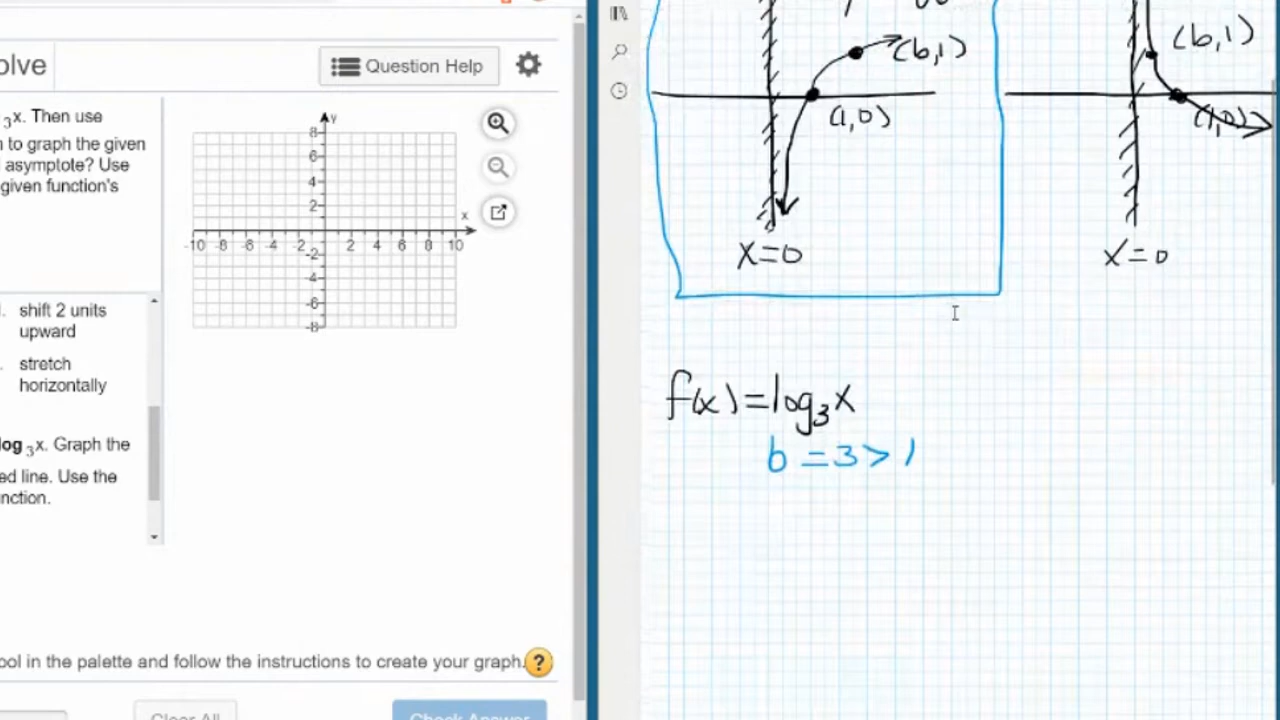 olve
Question Help
3x. Then use
n to graph the given
asymptote? Use
given function's
y
8
6
4
2
x
-10 -8 -6 -4 -2 2 4 6 8 10
-2
-4
-6
-8
. shift 2 units
upward
. stretch
horizontally
log 3x. Graph the
ed line. Use the
nction.
ool in the palette and follow the instructions to create your graph. ?
Clear All
Check Answer
(b,1)
(1,0)
x=0
(b,1)
(1,0)
x=0
f(x)=log3x
b=3>1